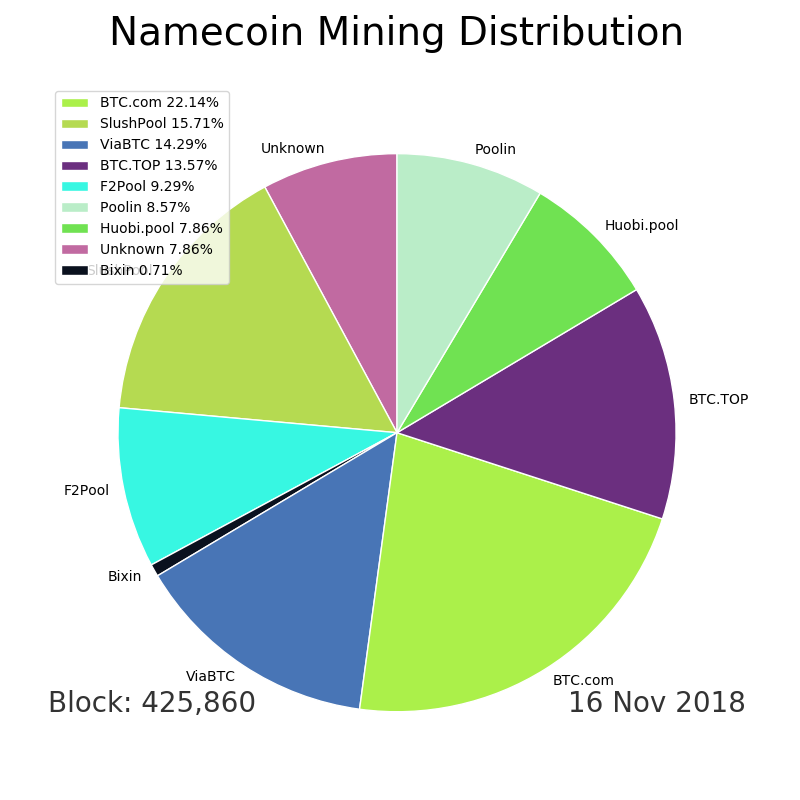 Namecoin Mining Distribution
BTC.com 22.14%
SlushPool 15.71%
ViaBTC 14.29%
BTC.TOP 13.57%
F2Pool 9.29%
Poolin 8.57%
Huobi.pool 7.86%
Unknown 7.86%
Bixin 0.71%
Unknown
Poolin
Huobi.pool
SlushPool
BTC.TOP
F2Pool
Bixin
ViaBTC
BTC.com
Block: 425,860
16 Nov 2018